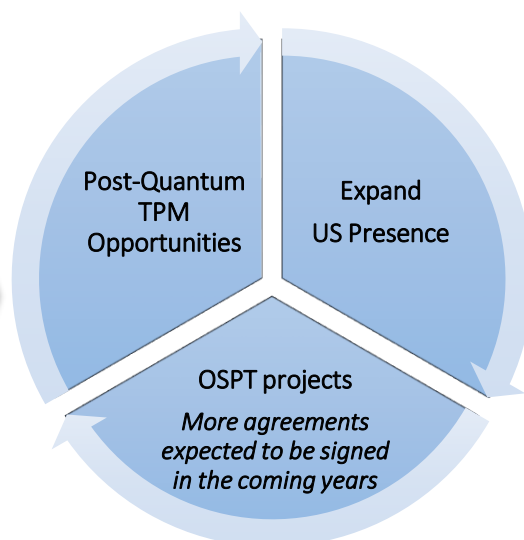 Post-Quantum
TPM
Opportunities
Expand
US Presence
OSPT projects
More agreements
expected to be signed
in the coming years